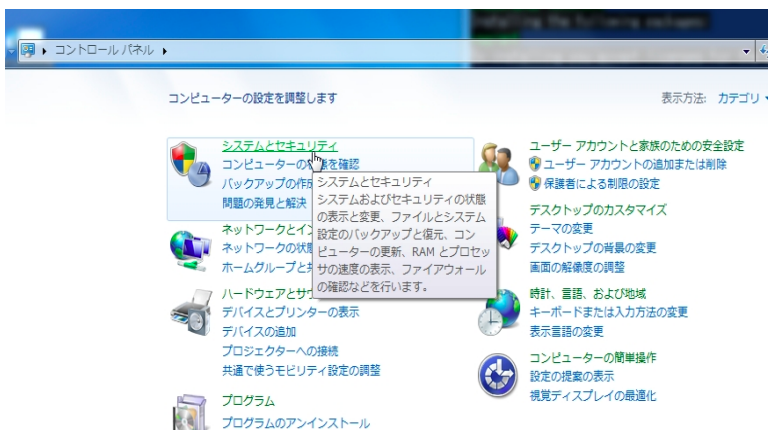 Installing the following packages:
コントロール パネル
コンピューターの設定を調整します
表示方法: カテゴリ
システムとセキュリティ
コンピューターの状態を確認
バックアップの作成
問題の発見と解決
システムとセキュリティ
システムおよびセキュリティの状態
の表示と変更、ファイルとシステム
設定のバックアップと復元、コン
ピューターの更新、RAM とプロセッ
サの速度の表示、ファイアウォール
の確認などを行います。
ネットワークとイン
ネットワークの状態
ホームグループと共
ハードウェアとサウ
デバイスとプリンターの表示
デバイスの追加
プロジェクターへの接続
共通で使うモビリティ設定の調整
プログラム
プログラムのアンインストール
ユーザー アカウントと家族のための安全設定
ユーザー アカウントの追加または削除
保護者による制限の設定
デスクトップのカスタマイズ
テーマの変更
デスクトップの背景の変更
画面の解像度の調整
時計、言語、および地域
キーボードまたは入力方法の変更
表示言語の変更
コンピューターの簡単操作
設定の提案の表示
視覚ディスプレイの最適化